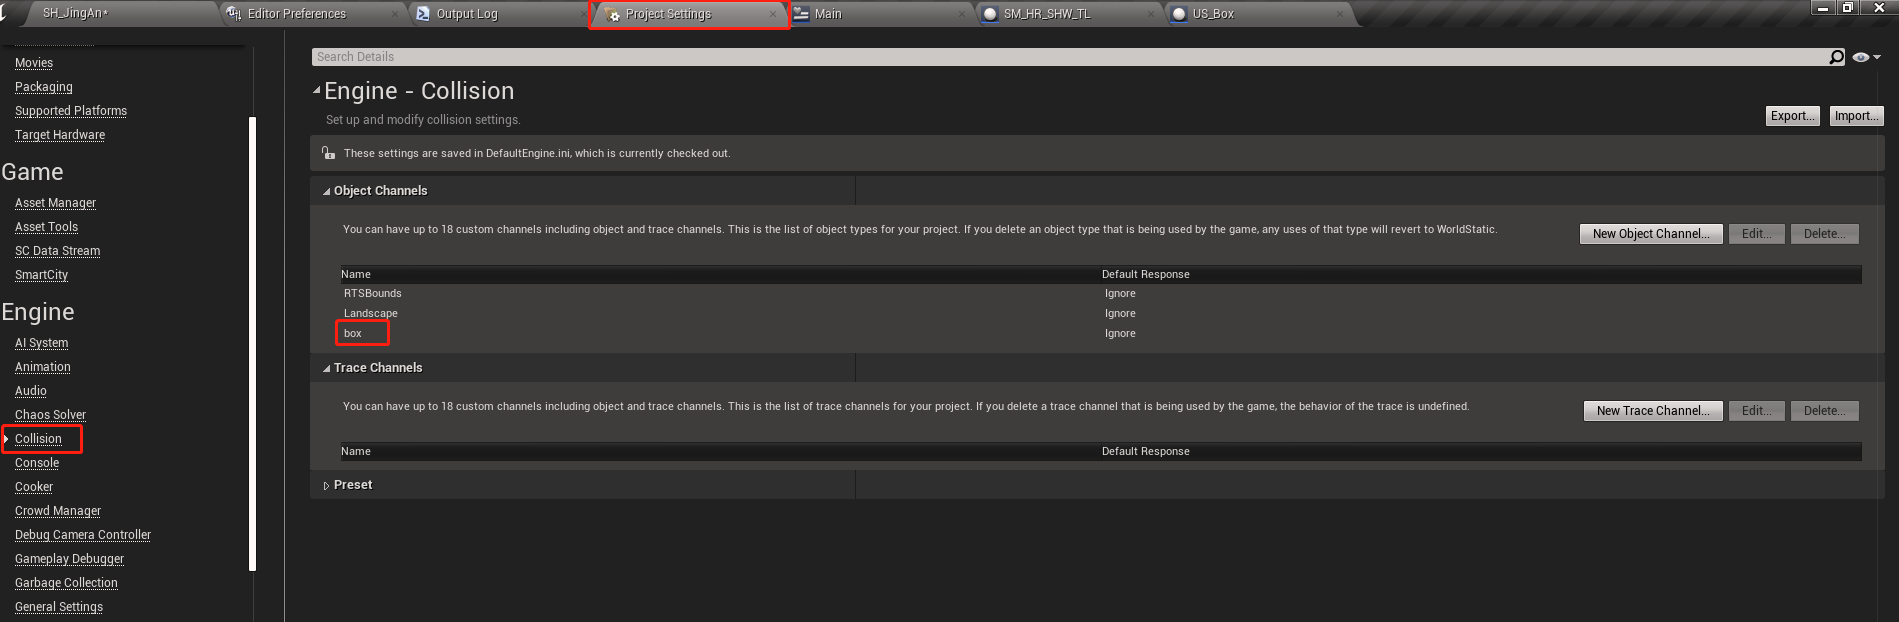 SH_JingAn*
Editor Preferences
Output Log
Project Settings
Main
SM_HR_SHW_TL
US_Box
Movies
Packaging
Supported Platforms
Target Hardware
Game
Asset Manager
Asset Tools
SC Data Stream
SmartCity
Engine
AI System
Animation
Audio
Chaos Solver
Collision
Console
Cooker
Crowd Manager
Debug Camera Controller
Gameplay Debugger
Garbage Collection
General Settings
Search Details
Engine - Collision
Set up and modify collision settings.
Export...
Import...
These settings are saved in DefaultEngine.ini, which is currently checked out.
Object Channels
You can have up to 18 custom channels including object and trace channels. This is the list of object types for your project. If you delete an object type that is being used by the game, any uses of that type will revert to WorldStatic.
New Object Channel...
Edit...
Delete...
Name Default Response
RTSBounds Ignore
Landscape Ignore
box Ignore
Trace Channels
You can have up to 18 custom channels including object and trace channels. This is the list of trace channels for your project. If you delete a trace channel that is being used by the game, the behavior of the trace is undefined.
New Trace Channel...
Edit...
Delete...
Name Default Response
Preset